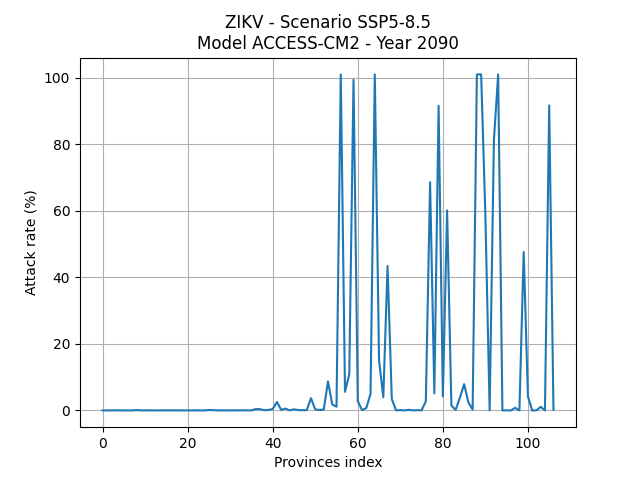 ZIKV - Scenario SSP5-8.5
Model ACCESS-CM2 - Year 2090
100
80
60
40
20
0
Attack rate (%)
0 20 40 60 80 100
Provinces index